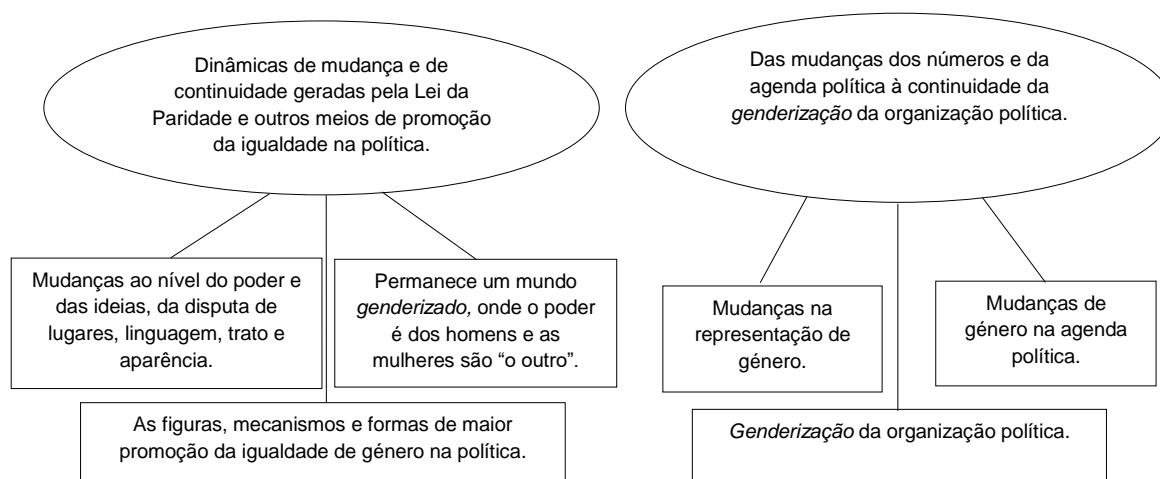 Dinâmicas de mudança e de
continuidade geradas pela Lei da
Paridade e outros meios de promoção
da igualdade na política.
Das mudanças dos números e da
agenda política à continuidade da
genderização da organização política.
Mudanças ao nível do poder e
das ideias, da disputa de
lugares, linguagem, trato e
aparência.
Permanece um mundo
genderizado, onde o poder
é dos homens e as
mulheres são “o outro”.
Mudanças na
representação de
género.
Mudanças de
género na agenda
política.
As figuras, mecanismos e formas de maior
promoção da igualdade de género na política.
Genderização da organização política.